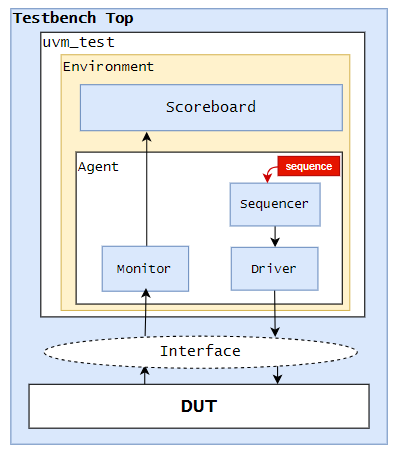 Testbench Top
uvm_test
Environment
Scoreboard
Agent
sequence
Sequencer
Monitor
Driver
Interface
DUT